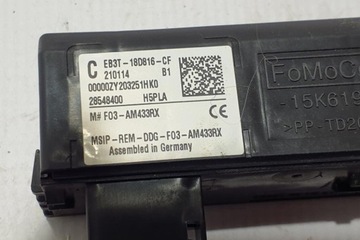 C EB3T-18D816-CF
210114 B1
00000ZY203251HK0
28548400 H5PLA
M# F03-AM433RX
CE
MSIP-REM-DDG-F03-AM433RX
Assembled in Germany
FoMoC
-15K619
>PP-TD20